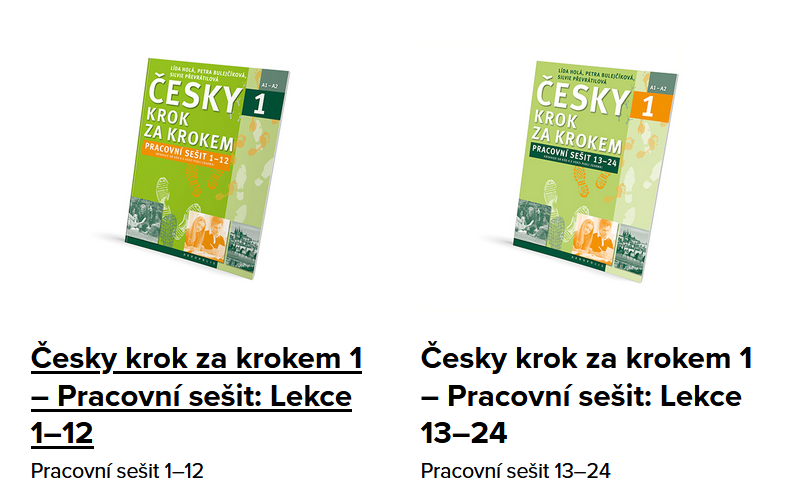 LÍDA HOLÁ, PETRA BULEJČÍKOVÁ,
SILVIE PŘEVRÁTILOVÁ
A1 – A2
ČESKY 1
KROK
ZA KROKEM
PRACOVNÍ SEŠIT 1–12
LÍDA HOLÁ, PETRA BULEJČÍKOVÁ,
SILVIE PŘEVRÁTILOVÁ
A1 – A2
ČESKY 1
KROK
ZA KROKEM
PRACOVNÍ SEŠIT 13–24
Česky krok za krokem 1
– Pracovní sešit: Lekce
1–12
Pracovní sešit 1–12
Česky krok za krokem 1
– Pracovní sešit: Lekce
13–24
Pracovní sešit 13–24